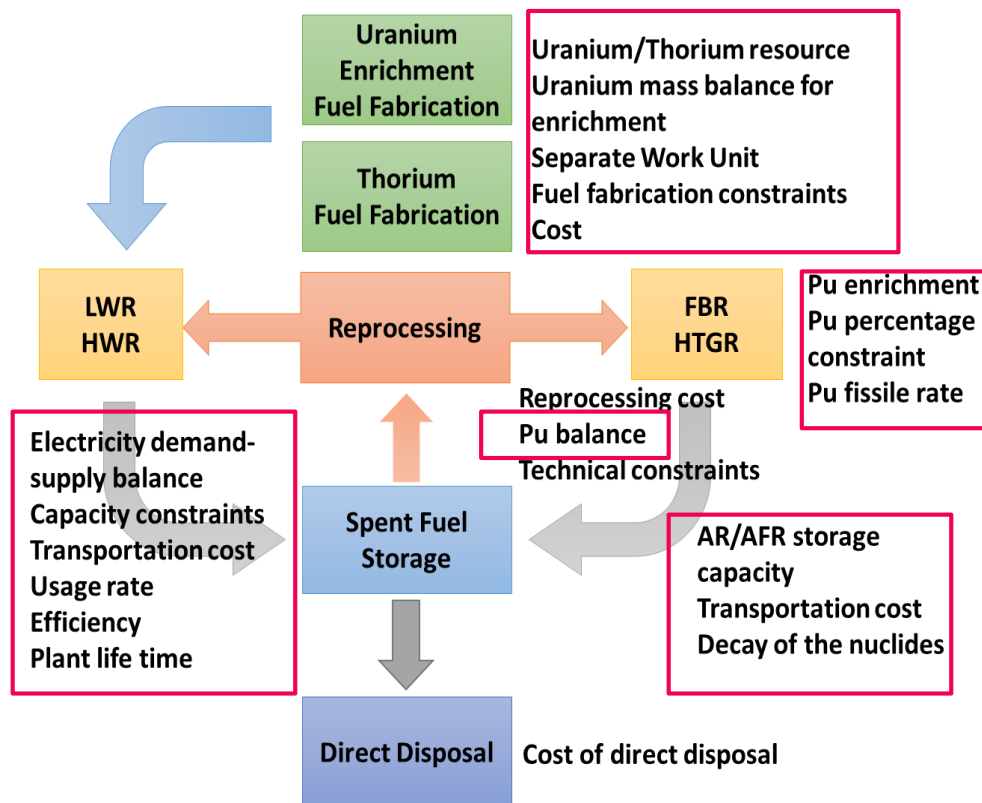 Uranium
Enrichment
Fuel Fabrication
Uranium/Thorium resource
Uranium mass balance for
enrichment
Separate Work Unit
Fuel fabrication constraints
Cost
Thorium
Fuel Fabrication
LWR
HWR
Reprocessing
FBR
HTGR
Pu enrichment
Pu percentage
constraint
Pu fissile rate
Reprocessing cost
Pu balance
Technical constraints
Electricity demand-
supply balance
Capacity constraints
Transportation cost
Usage rate
Efficiency
Plant life time
Spent Fuel
Storage
AR/AFR storage
capacity
Transportation cost
Decay of the nuclides
Direct Disposal
Cost of direct disposal